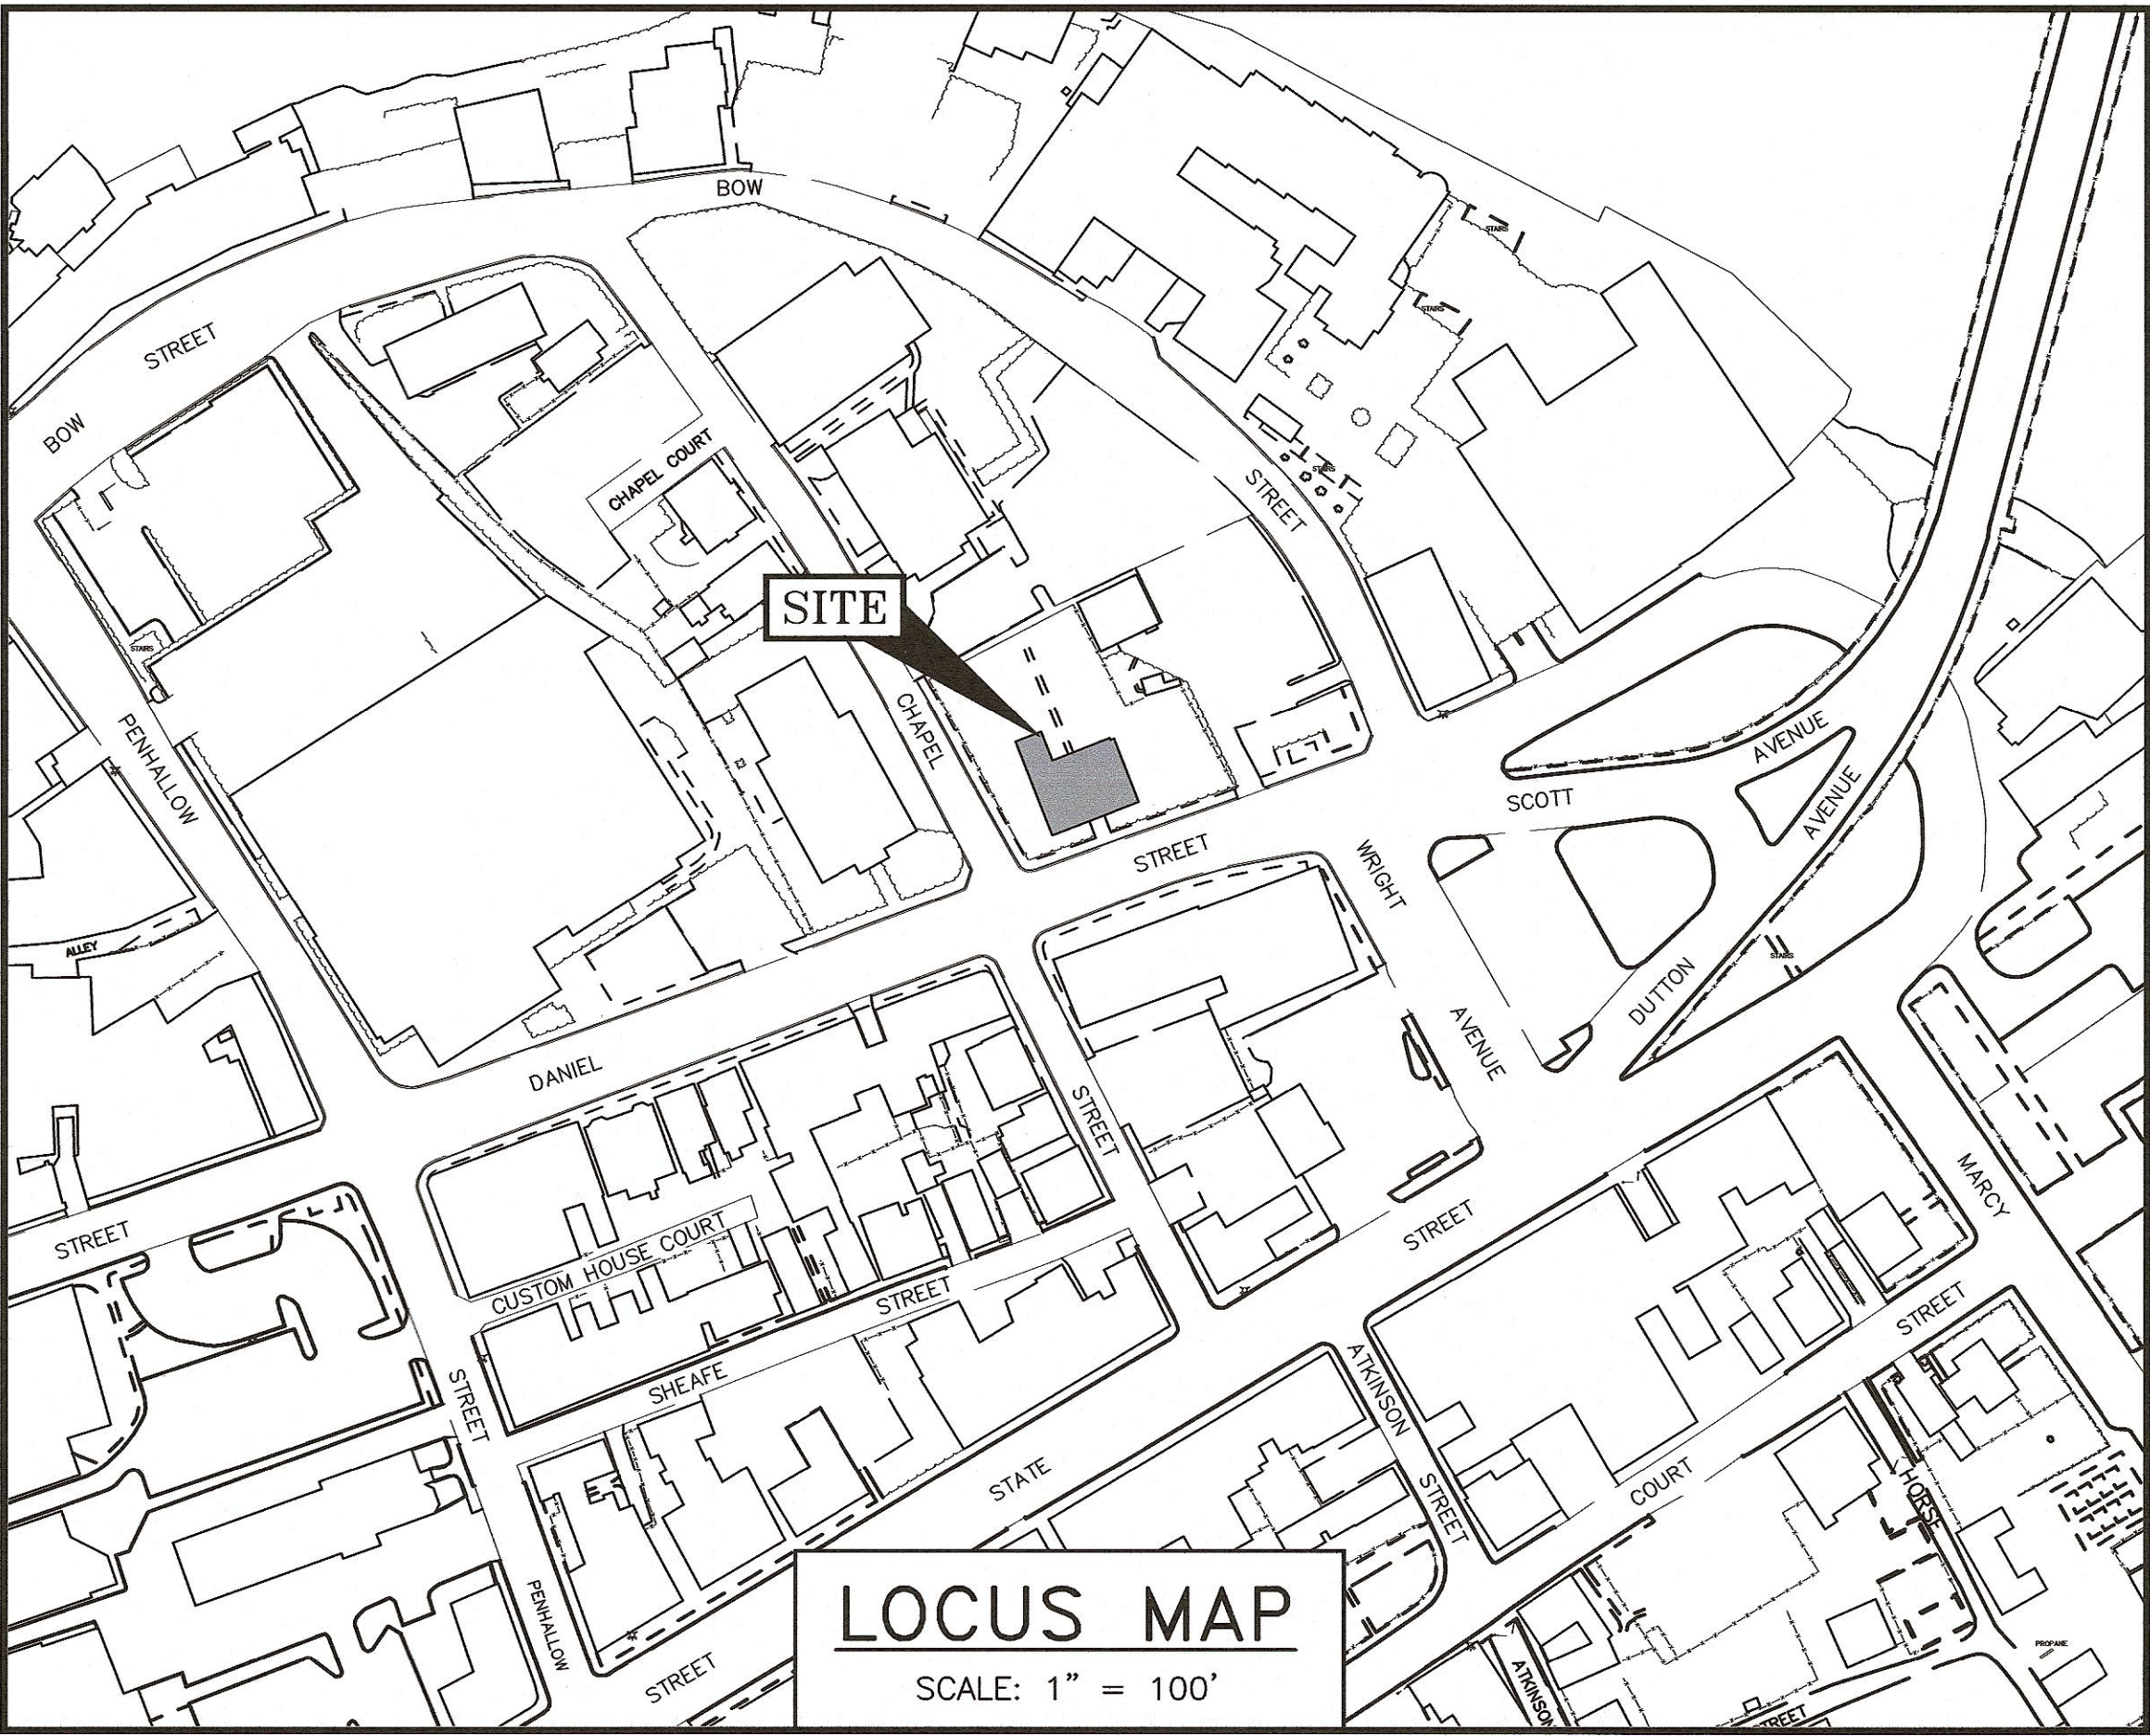 BOW
STAIRS
STAIRS
STREET
BOW
CHAPEL COURT
STAIRS
STREET
SITE
STAIRS
CHAPEL
PENHALLOW
AVENUE
SCOTT
AVENUE
STREET
WRIGHT
ALLEY
STAIRS
DUTTON
AVENUE
DANIEL
STREET
MARCY
STREET
STREET
CUSTOM HOUSE COURT
STREET
STREET
SHEAFE
STREET
ATKINSON
STATE
COURT
STREET
HORSE
PENHALLOW
LOCUS MAP
SCALE: 1" = 100'
STREET
ATKINSON
PROPANE
STREET